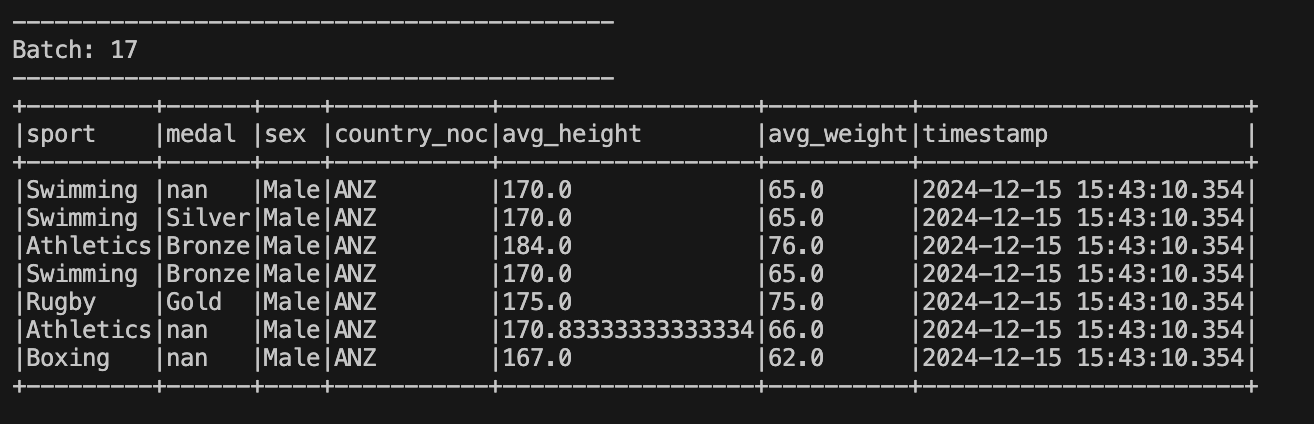 -------------------------------------------
Batch: 17
-------------------------------------------
+---------+------+----+-----------+------------------+----------+-----------------------+
|sport    |medal |sex |country_noc|avg_height        |avg_weight|timestamp              |
+---------+------+----+-----------+------------------+----------+-----------------------+
|Swimming |nan   |Male|ANZ        |170.0             |65.0      |2024-12-15 15:43:10.354|
|Swimming |Silver|Male|ANZ        |170.0             |65.0      |2024-12-15 15:43:10.354|
|Athletics|Bronze|Male|ANZ        |184.0             |76.0      |2024-12-15 15:43:10.354|
|Swimming |Bronze|Male|ANZ        |170.0             |65.0      |2024-12-15 15:43:10.354|
|Rugby    |Gold  |Male|ANZ        |175.0             |75.0      |2024-12-15 15:43:10.354|
|Athletics|nan   |Male|ANZ        |170.83333333333334|66.0      |2024-12-15 15:43:10.354|
|Boxing   |nan   |Male|ANZ        |167.0             |62.0      |2024-12-15 15:43:10.354|
+---------+------+----+-----------+------------------+----------+-----------------------+